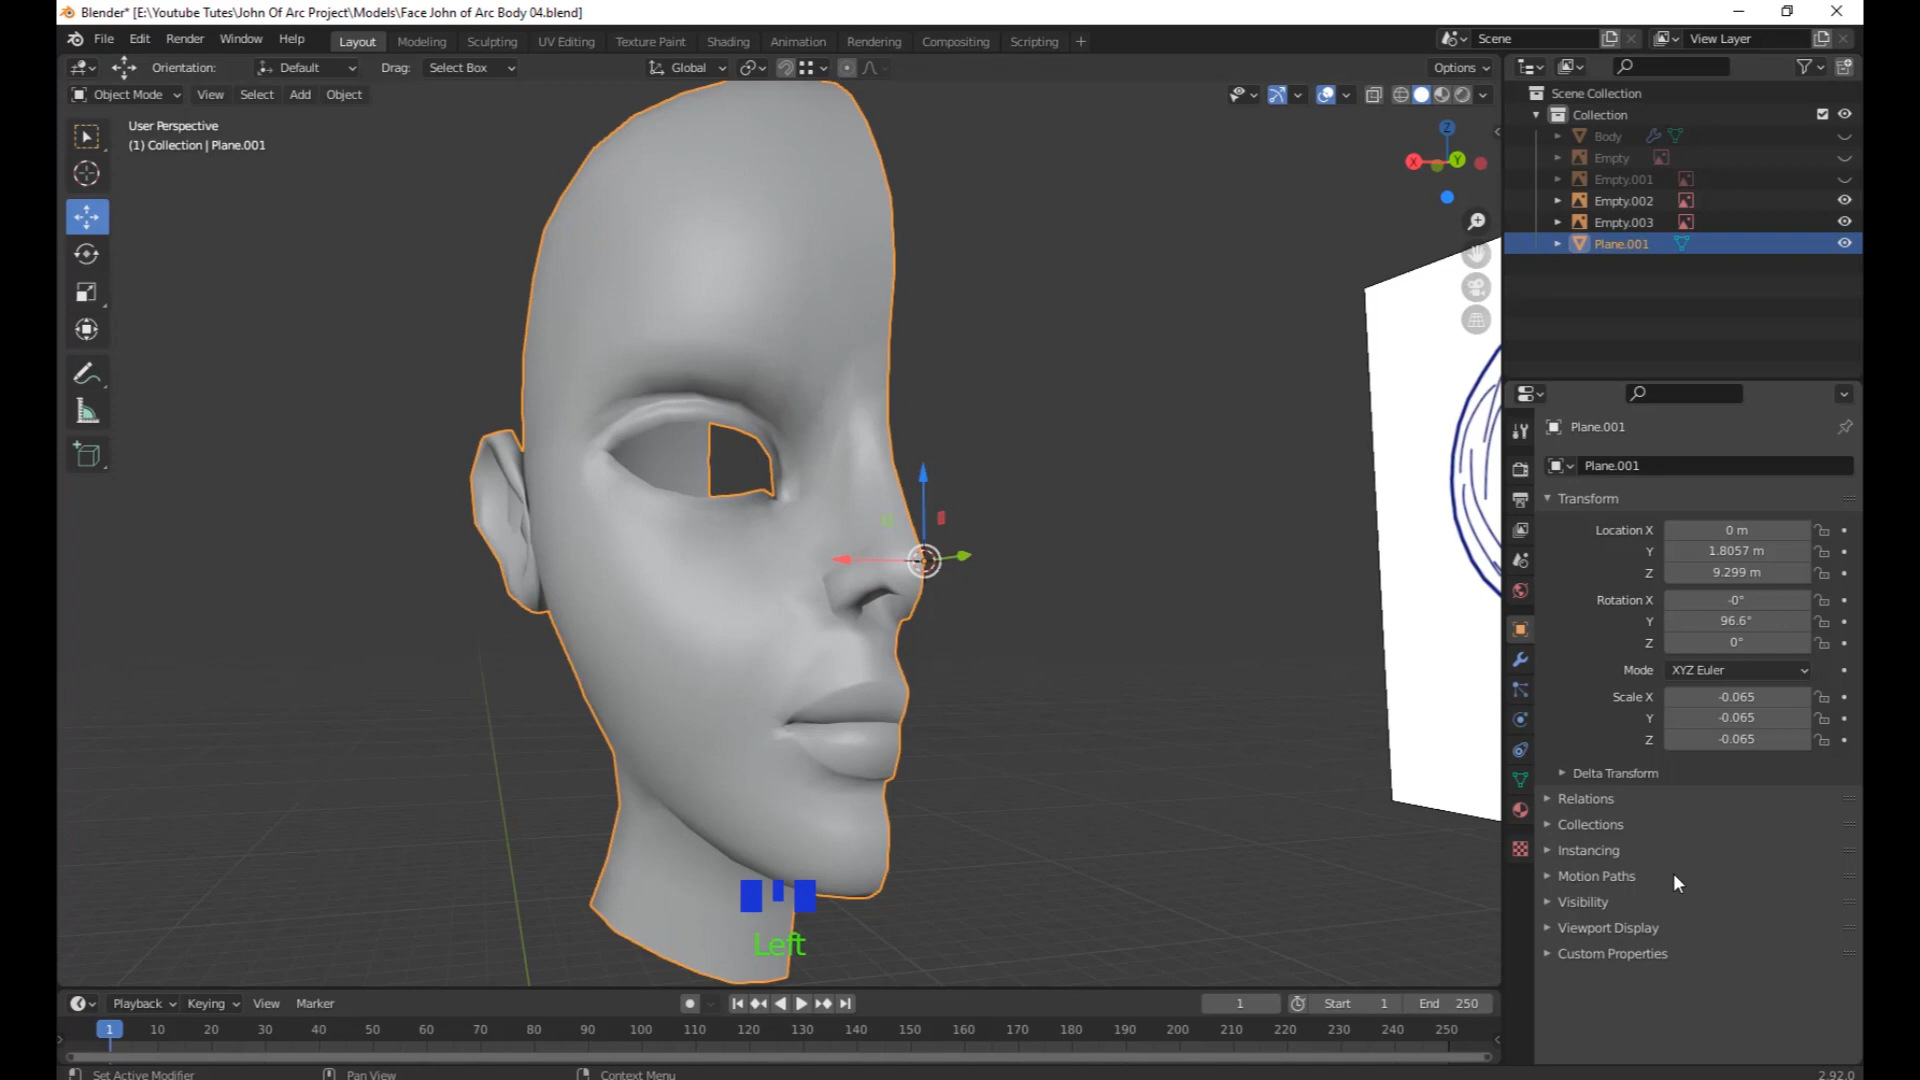 Blender* [E:\Youtube Tutes\John Of Arc Project\Models\Face John of Arc Body 04.blend]
File Edit Render Window Help Layout Modeling Sculpting UV Editing Texture Paint Shading Animation Rendering Compositing Scripting + Scene View Layer
Orientation: Default Drag: Select Box Global Options
Object Mode View Select Add Object
User Perspective
(1) Collection | Plane.001
Z
X
Y
Scene Collection
Collection
Body
Empty
Empty.001
Empty.002
Empty.003
Plane.001
Plane.001
Plane.001
Transform
Location X 0 m
Y 1.8057 m
Z 9.299 m
Rotation X -0°
Y 96.6°
Z 0°
Mode XYZ Euler
Scale X -0.065
Y -0.065
Z -0.065
Delta Transform
Relations
Collections
Instancing
Motion Paths
Visibility
Viewport Display
Custom Properties
Left
Playback Keying View Marker 1 Start 1 End 250
1 10 20 30 40 50 60 70 80 90 100 110 120 130 140 150 160 170 180 190 200 210 220 230 240 250
Set Active Modifier Pan View Context Menu 2.92.0